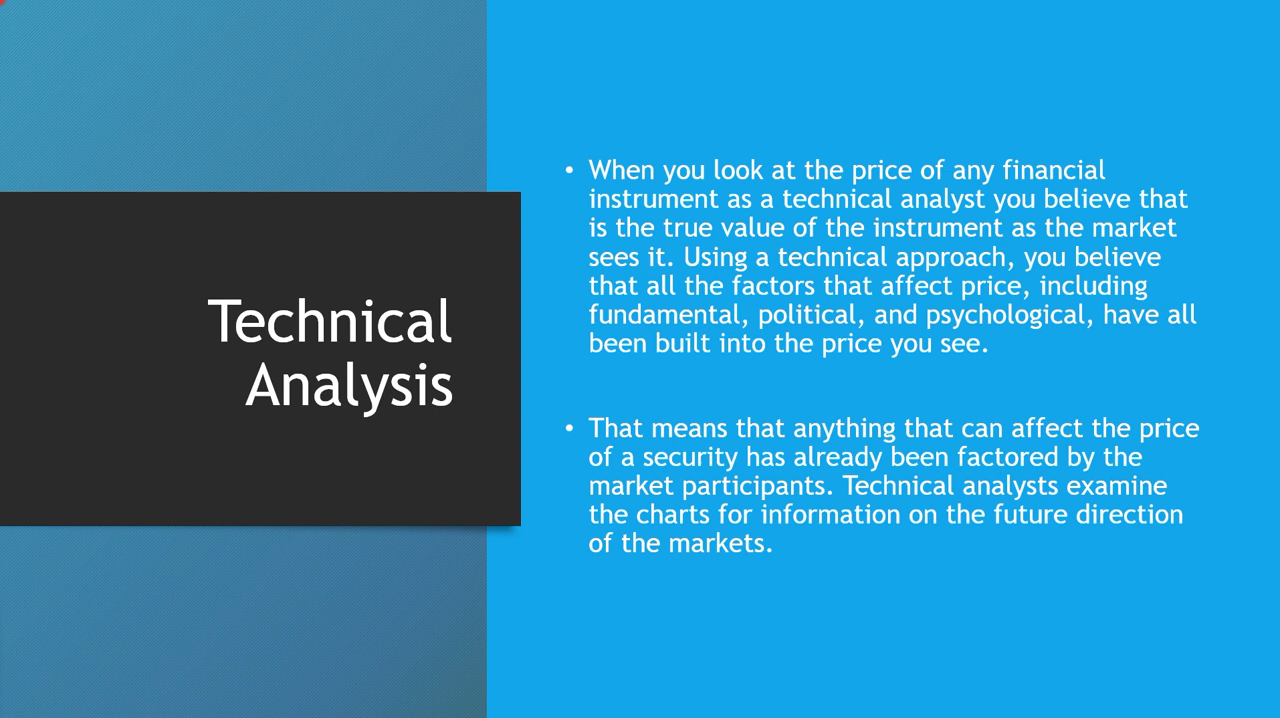 Technical
Analysis
• When you look at the price of any financial
instrument as a technical analyst you believe that
is the true value of the instrument as the market
sees it. Using a technical approach, you believe
that all the factors that affect price, including
fundamental, political, and psychological, have all
been built into the price you see.
• That means that anything that can affect the price
of a security has already been factored by the
market participants. Technical analysts examine
the charts for information on the future direction
of the markets.